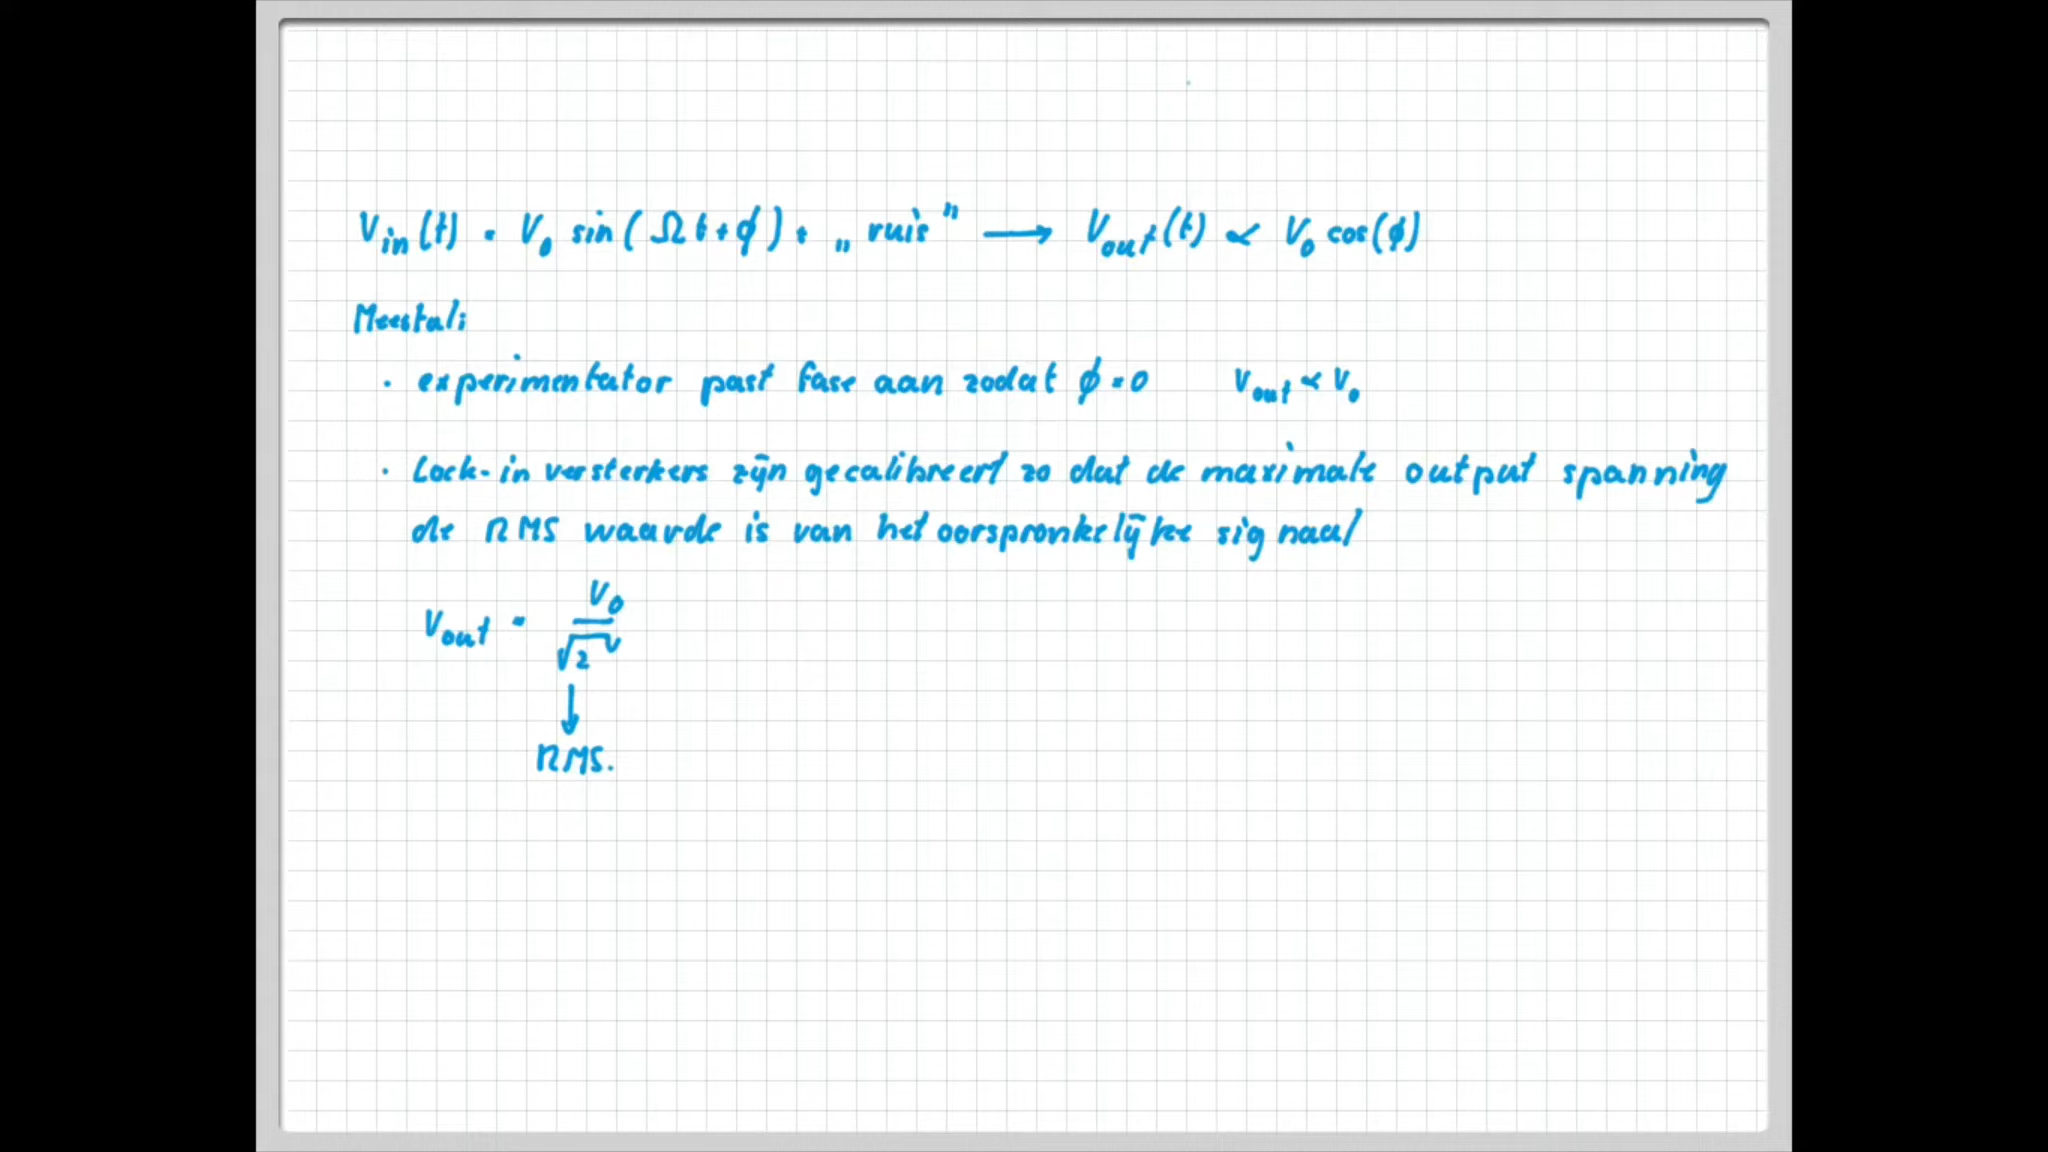 V_in(t) = V_0 sin(Ωt+φ) + „ruis" ⟶ V_out(t) ∝ V_0 cos(φ)
Meestal:
· experimentator past fase aan zodat φ=0 V_out ∝ V_0
· Lock-in versterkers zijn gecalibreert zo dat de maximale output spanning
de RMS waarde is van het oorspronkelijke signaal
V_out = V_0 / √2
↓
RMS.